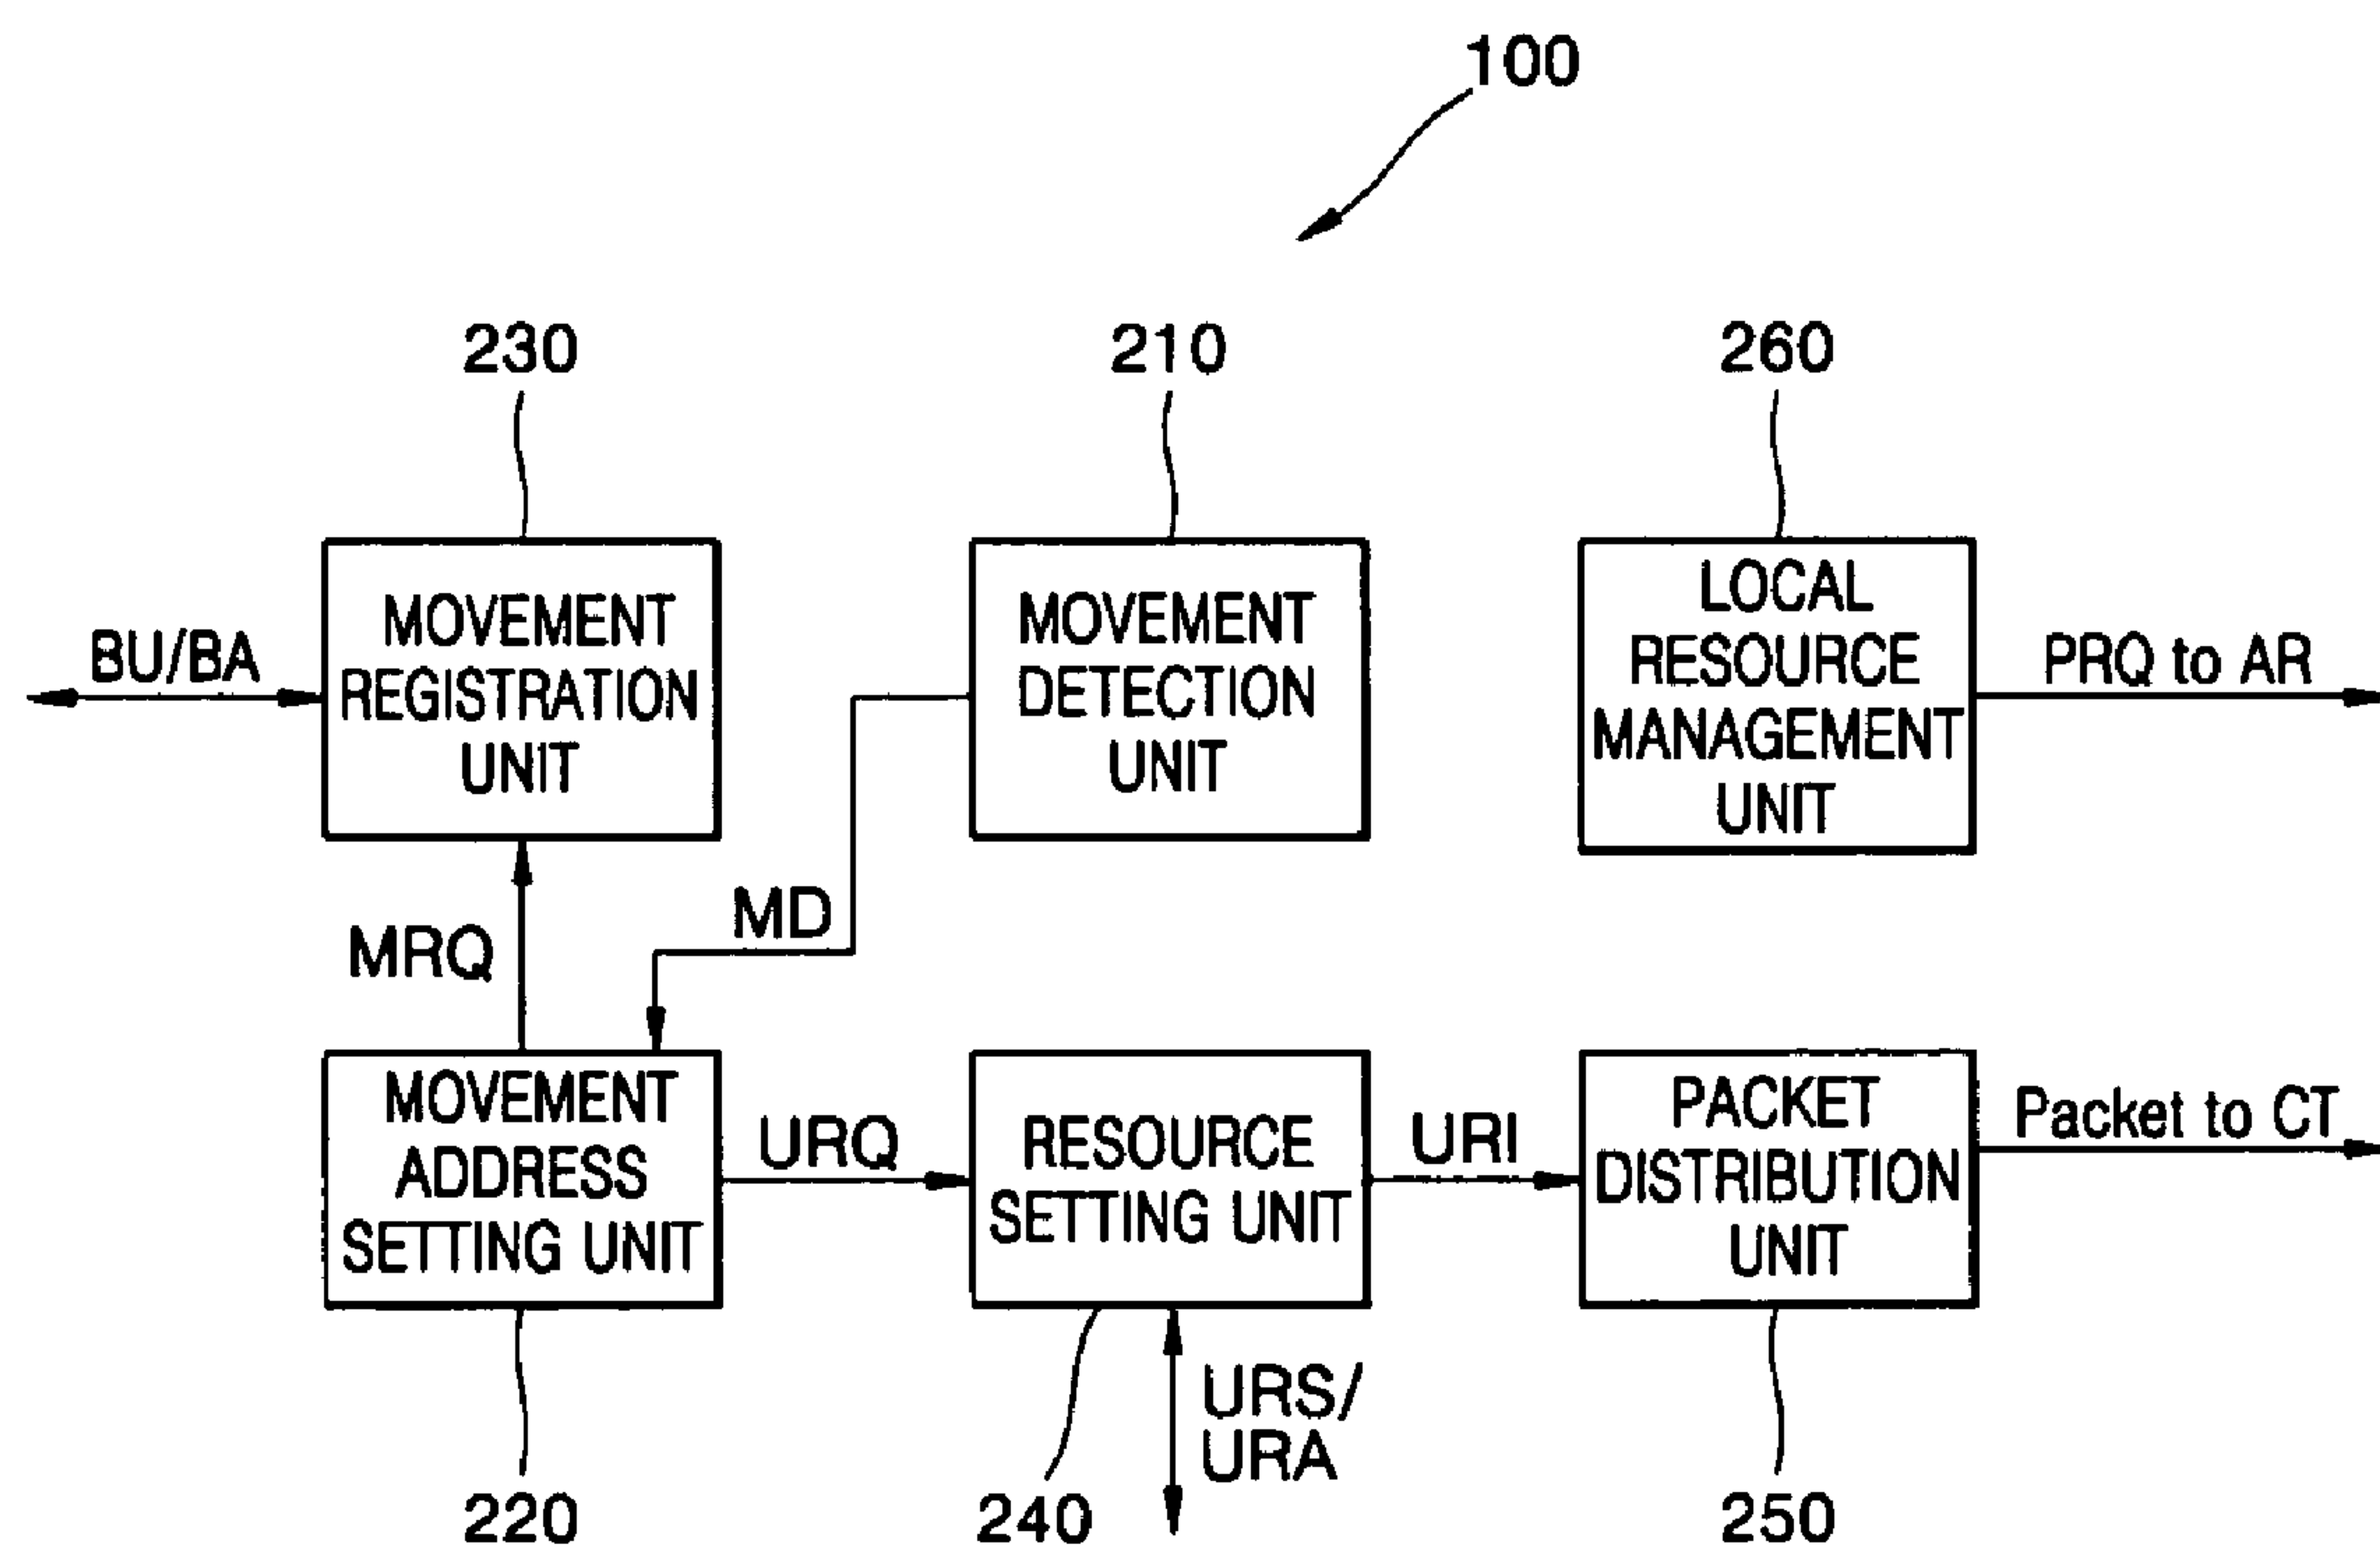 100
230
210
260
MOVEMENT
REGISTRATION
UNIT
MOVEMENT
DETECTION
UNIT
LOCAL
RESOURCE
MANAGEMENT
UNIT
BU/BA
PRQ to AR
MRQ
MD
MOVEMENT
ADDRESS
SETTING UNIT
URQ
RESOURCE
SETTING UNIT
URI
PACKET
DISTRIBUTION
UNIT
Packet to CT
URS/
URA
220
240
250